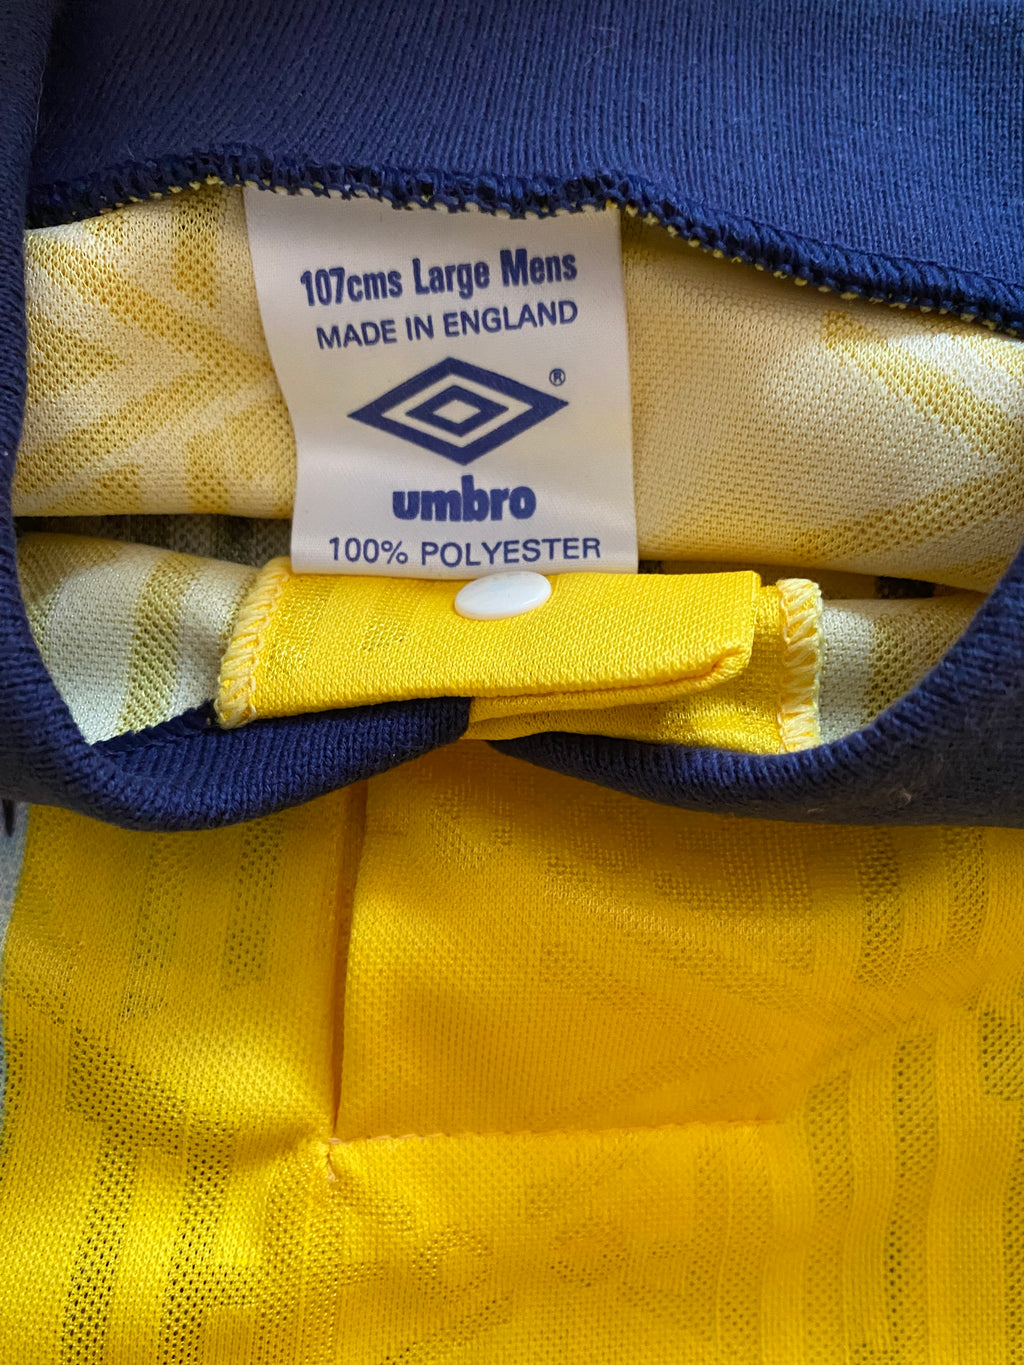 107cms Large Mens
MADE IN ENGLAND
®
umbro
100% POLYESTER